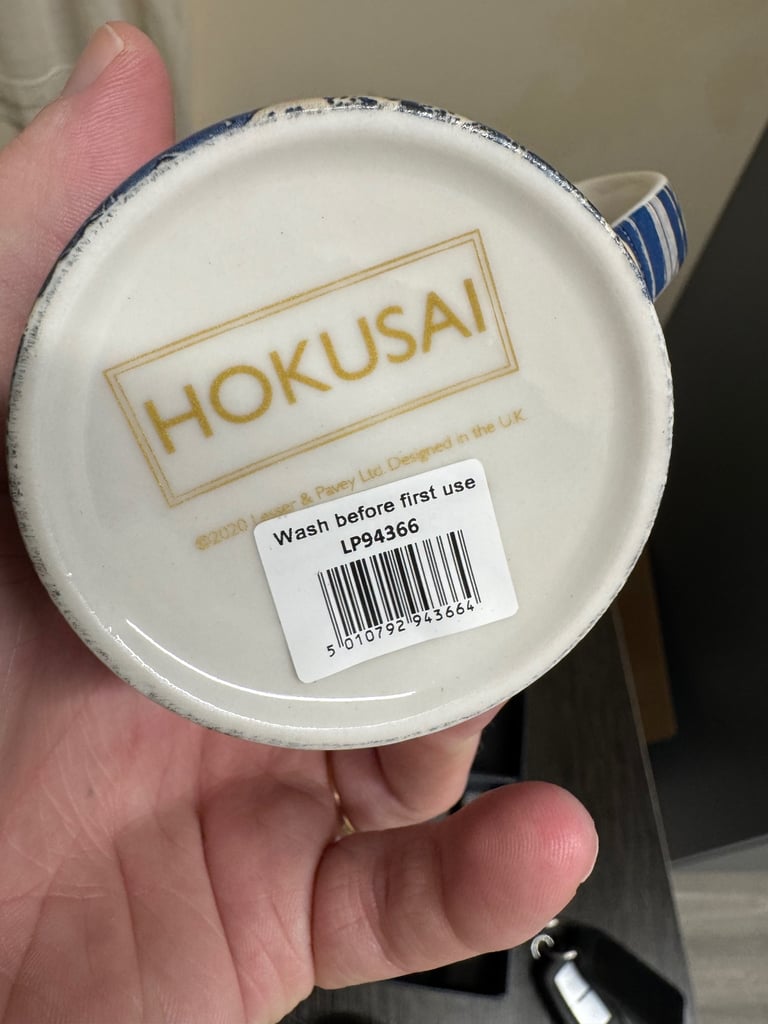 HOKUSAI
©2020 Lesser & Pavey Ltd. Designed in the U.K
Wash before first use
LP94366
5 010792 943664